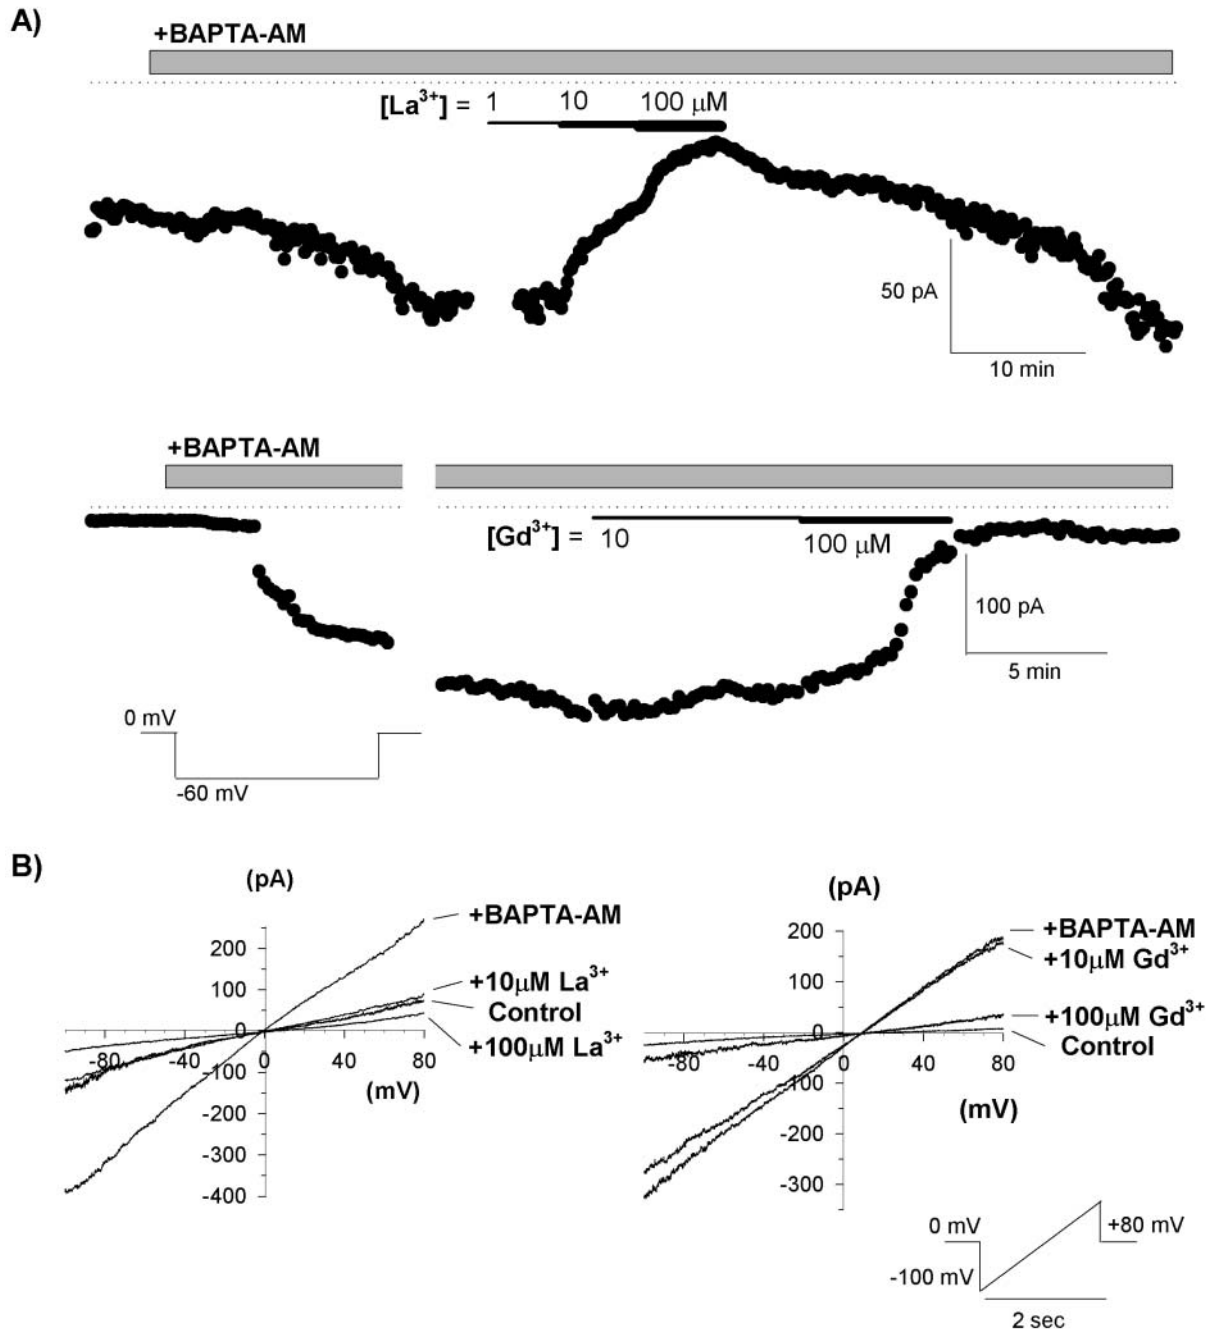 A)
+BAPTA-AM
[La³⁺] = 1 10 100 μM
50 pA
10 min
+BAPTA-AM
[Gd³⁺] = 10 100 μM
100 pA
5 min
0 mV
-60 mV
B)
(pA)
200
100
0
-100
-200
-300
-400
-80 -40 0 40 80
(mV)
+BAPTA-AM
+10μM La³⁺
Control
+100μM La³⁺
(pA)
200
100
0
-100
-200
-300
-80 -40 0 40 80
(mV)
+BAPTA-AM
+10μM Gd³⁺
+100μM Gd³⁺
Control
0 mV
+80 mV
-100 mV
2 sec